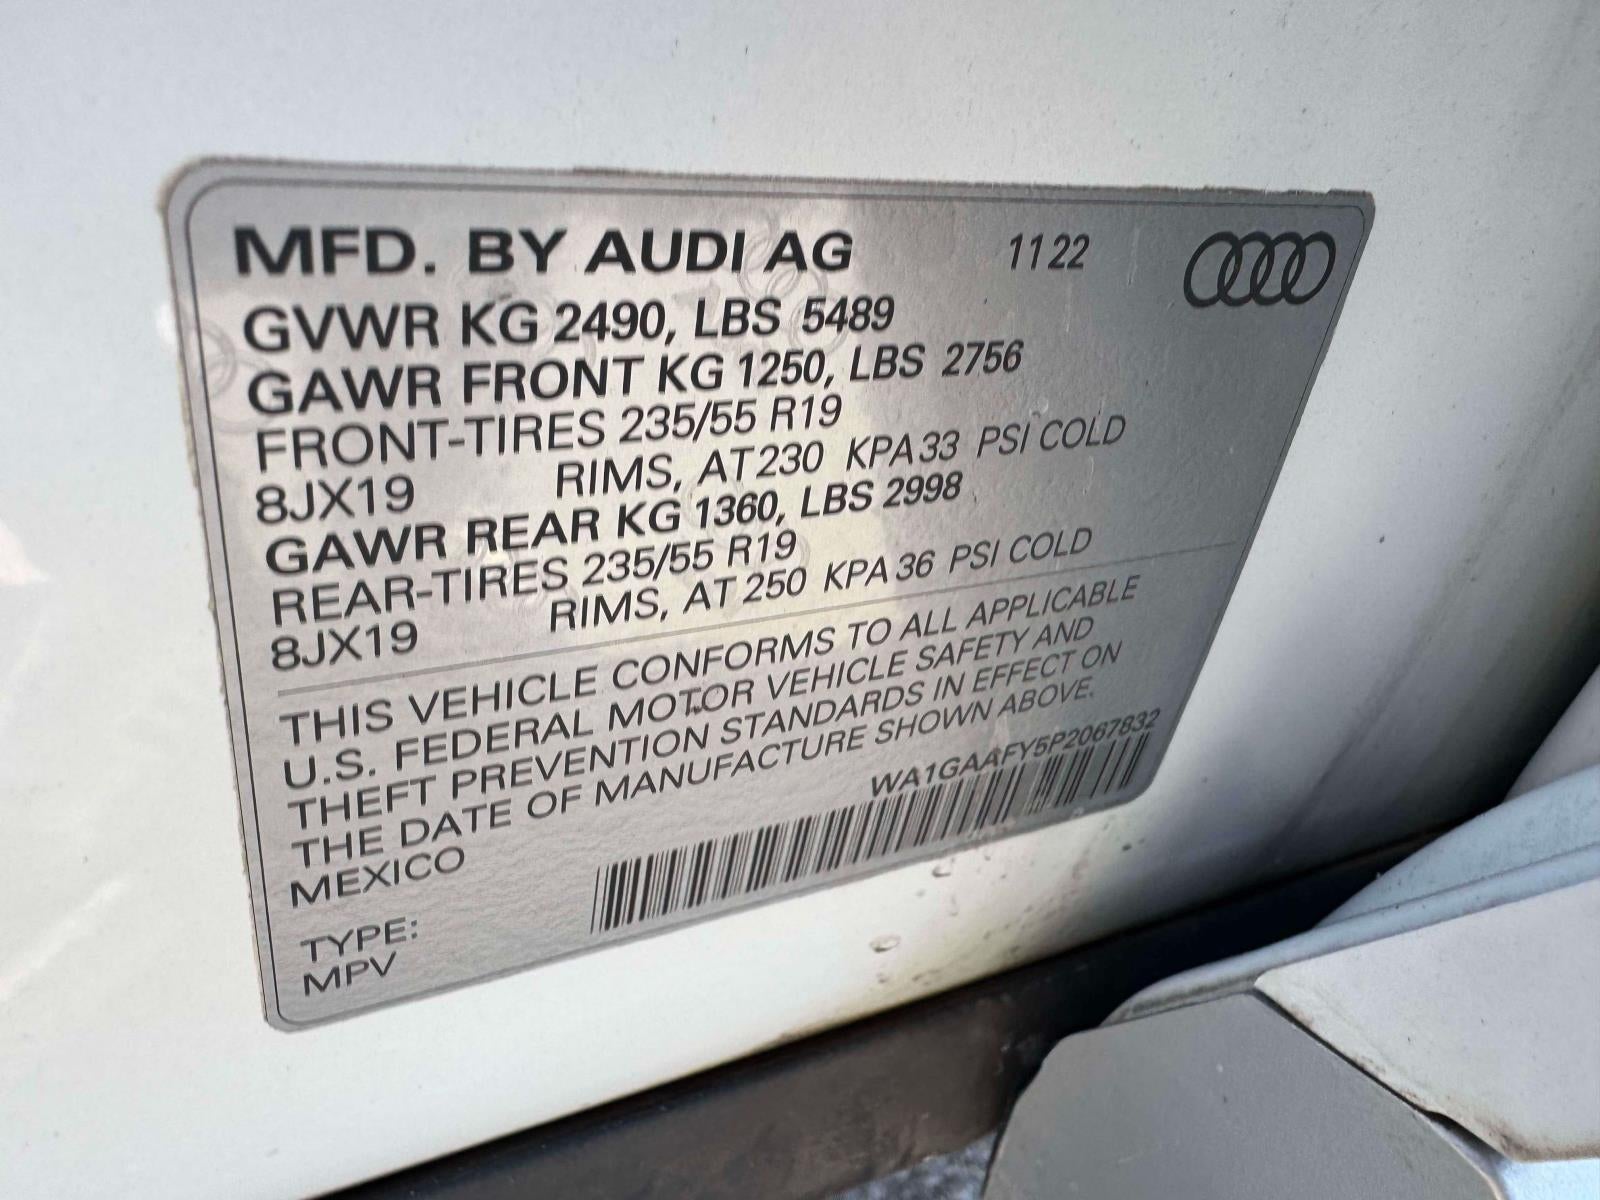 MFD. BY AUDI AG 11 22
GVWR KG 2490, LBS 5489
GAWR FRONT KG 1250, LBS 2756
FRONT-TIRES 235/55 R19
8JX19 RIMS, AT 230 KPA 33 PSI COLD
GAWR REAR KG 1360, LBS 2998
REAR-TIRES 235/55 R19
8JX19 RIMS, AT 250 KPA 36 PSI COLD
THIS VEHICLE CONFORMS TO ALL APPLICABLE
U.S. FEDERAL MOTOR VEHICLE SAFETY AND
THEFT PREVENTION STANDARDS IN EFFECT ON
THE DATE OF MANUFACTURE SHOWN ABOVE.
MEXICO WA1GAAFY5P2067832
TYPE:
MPV